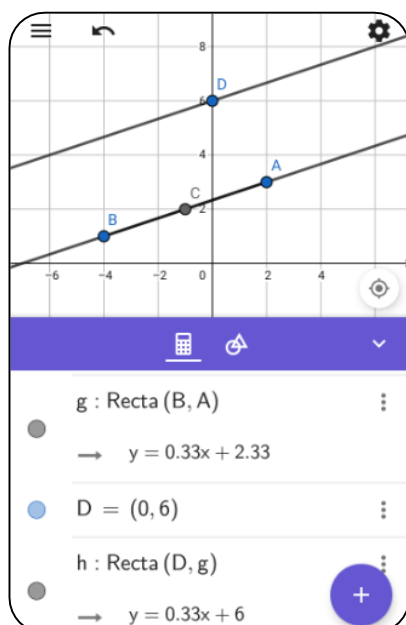 8
D
6
4
A
C
2
B
−6 −4 −2 0 2 4
g : Recta (B, A)
→ y = 0.33x + 2.33
D = (0, 6)
h : Recta (D, g)
→ y = 0.33x + 6
+